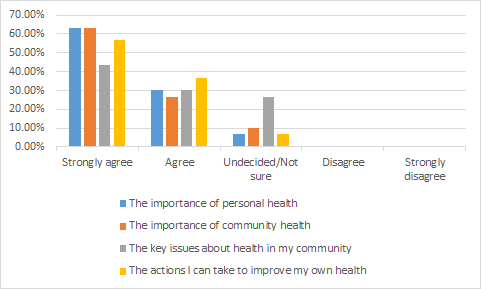 70.00%
60.00%
50.00%
40.00%
30.00%
20.00%
10.00%
0.00%
Strongly agree Agree Undecided/Not Disagree Strongly
sure disagree
The importance of personal health
The importance of community health
The key issues about health in my community
The actions I can take to improve my own health